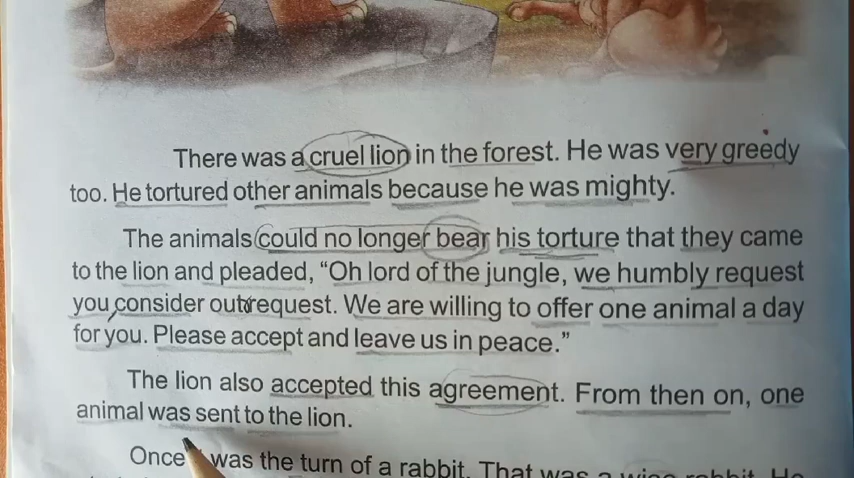 There was a cruel lion in the forest. He was very greedy
too. He tortured other animals because he was mighty.
The animals could no longer bear his torture that they came
to the lion and pleaded, “Oh lord of the jungle, we humbly request
you, consider out request. We are willing to offer one animal a day
for you. Please accept and leave us in peace.”
The lion also accepted this agreement. From then on, one
animal was sent to the lion.
Once was the turn of a rabbit. That was a wise rabbit. He